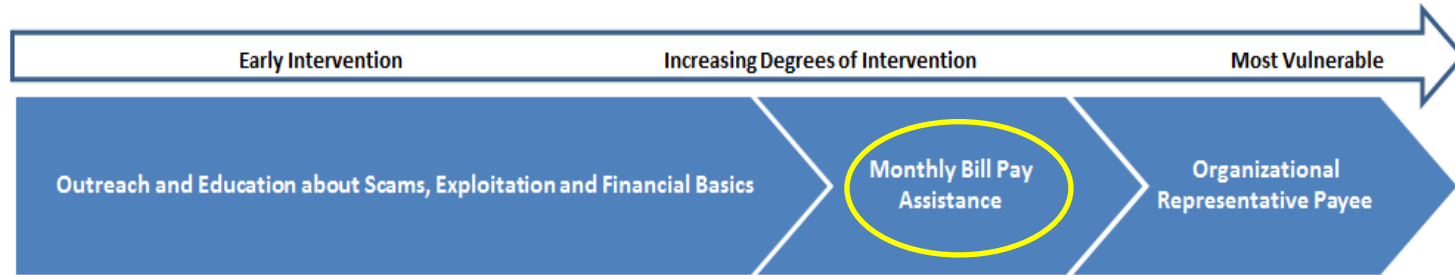 Early Intervention Increasing Degrees of Intervention Most Vulnerable
Outreach and Education about Scams, Exploitation and Financial Basics
Monthly Bill Pay
Assistance
Organizational
Representative Payee